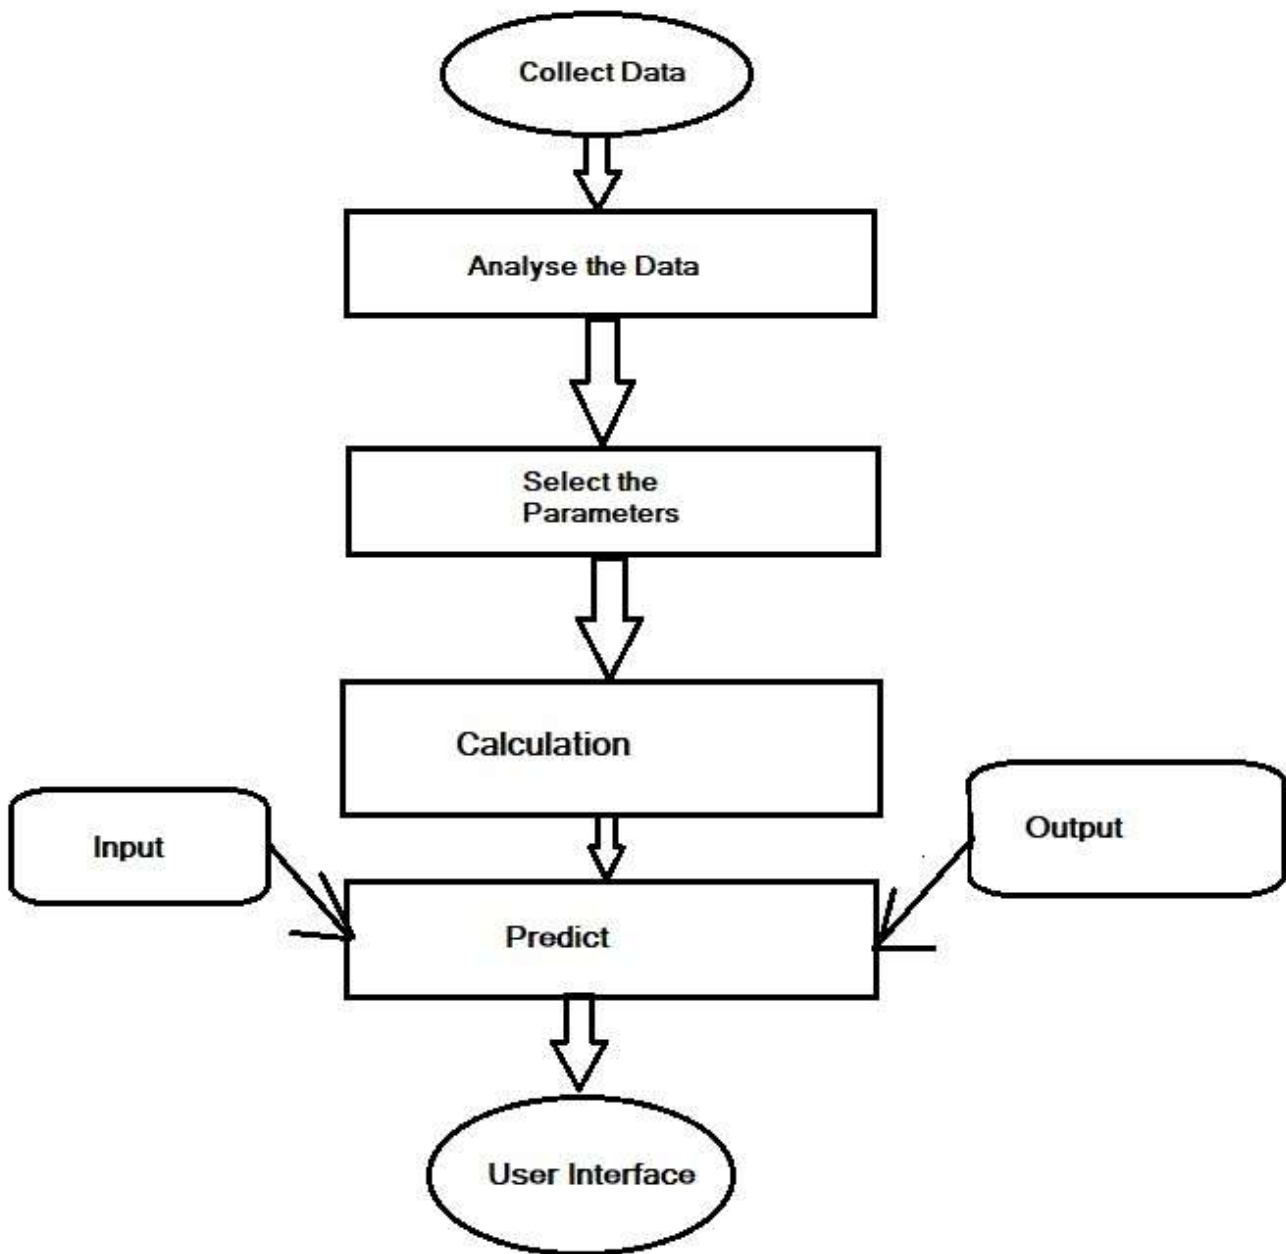 Collect Data
Analyse the Data
Select the
Parameters
Calculation
Input
Output
Predict
User Interface